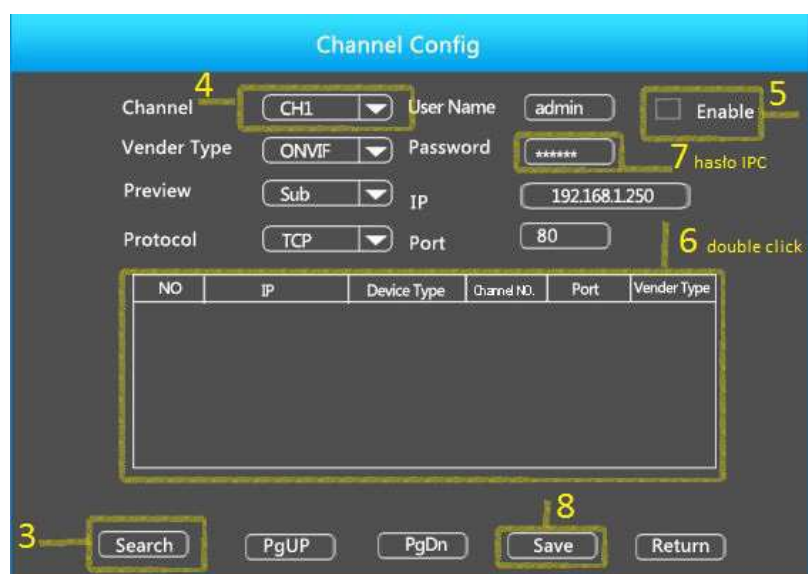 Channel Config
4
Channel CH1 User Name admin Enable 5
Vender Type ONVIF Password ****** 7 hasło IPC
Preview Sub IP 192.168.1.250
Protocol TCP Port 80 6 double click
NO IP Device Type Channel NO. Port Vender Type
8
3 Search PgUP PgDn Save Return